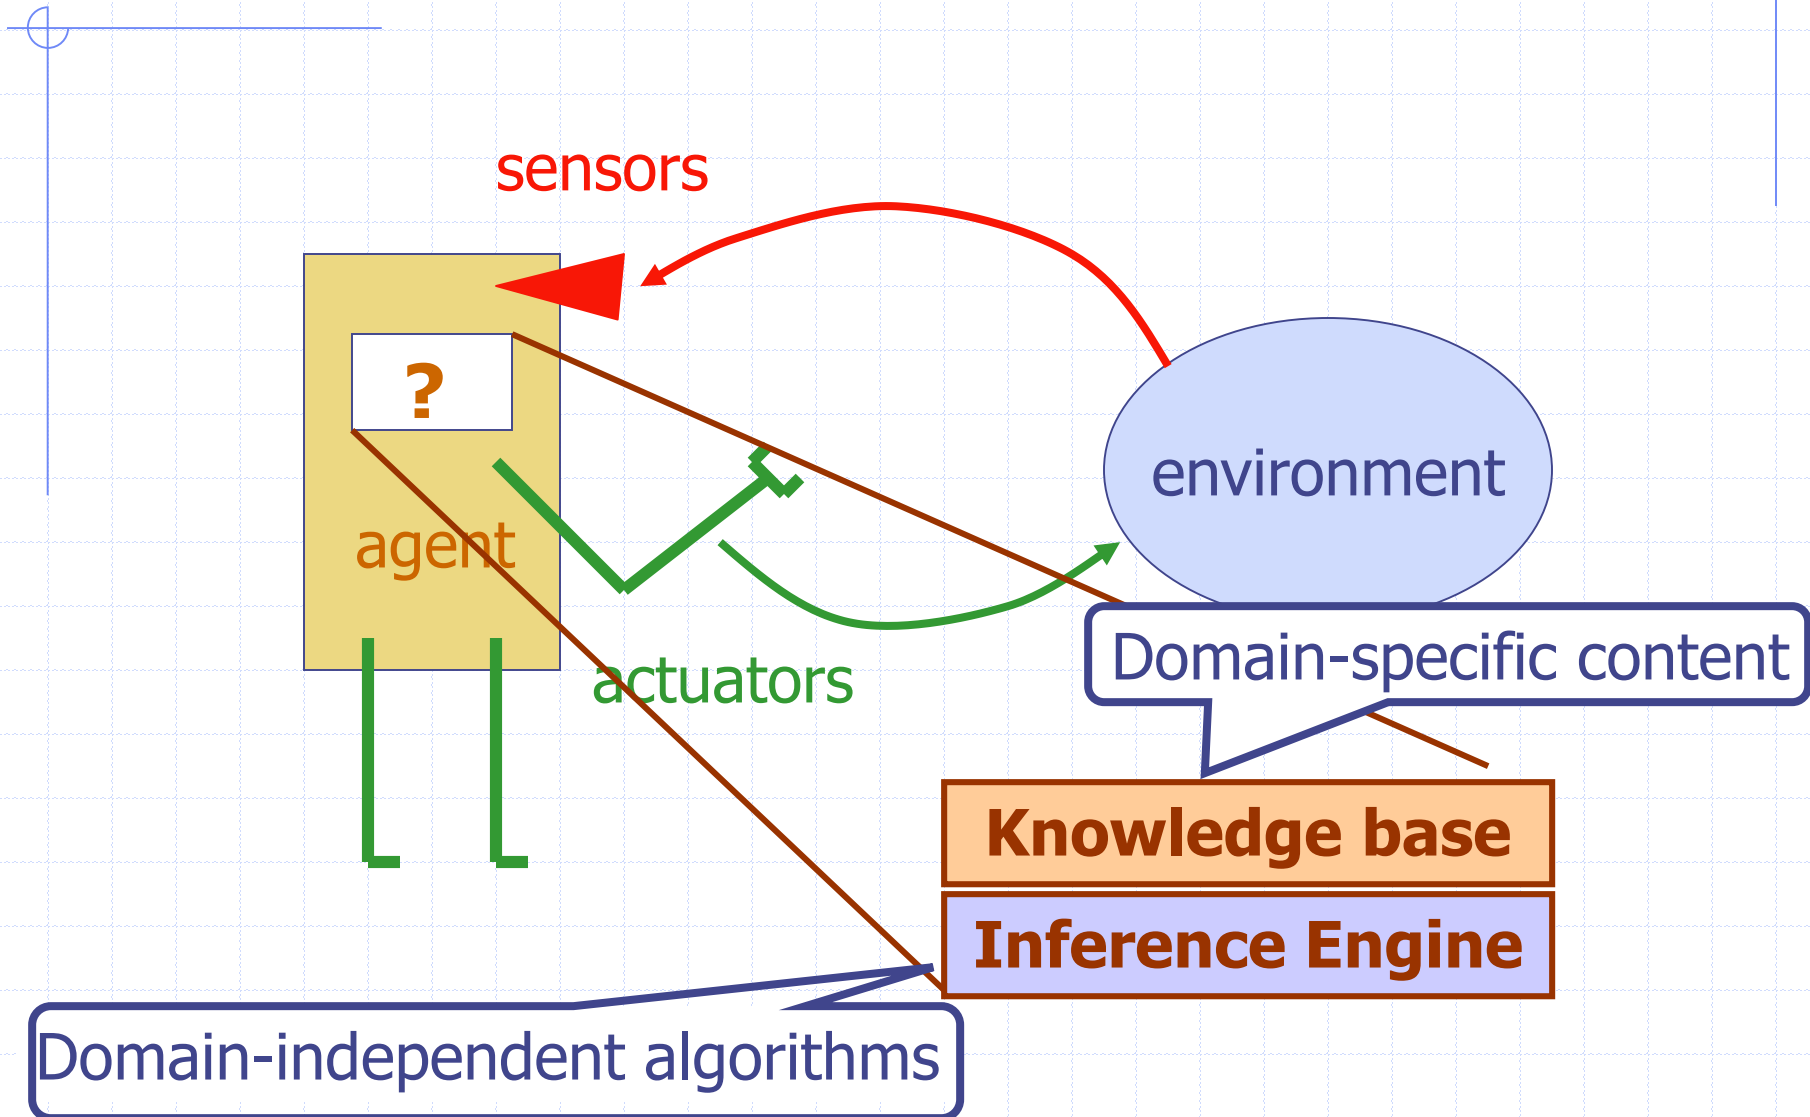 sensors
?
environment
agent
Domain-specific content
actuators
Knowledge base
Inference Engine
Domain-independent algorithms